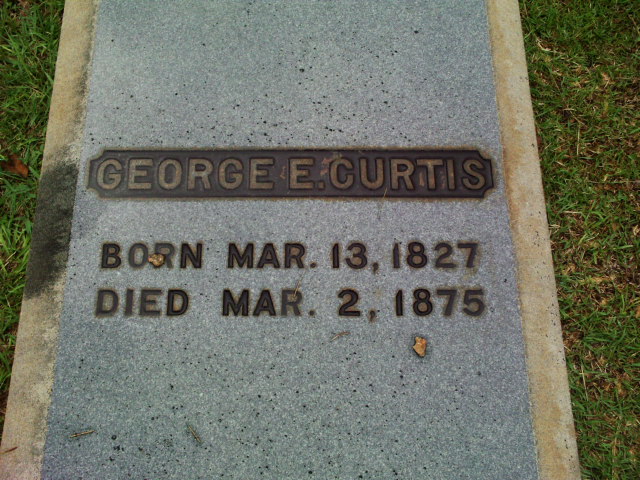 GEORGE E. CURTIS
BORN MAR. 13, 1827
DIED MAR. 2, 1875